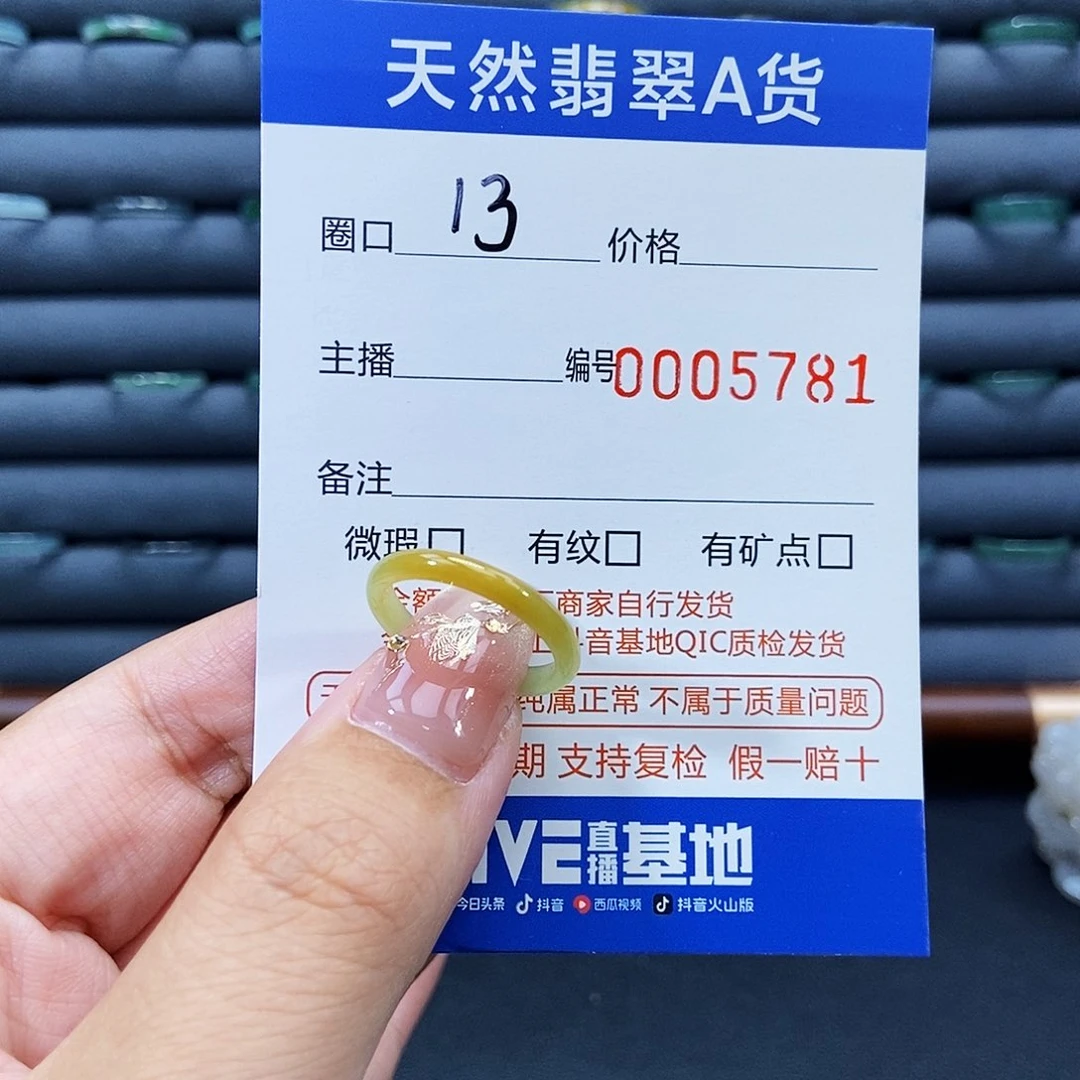 天然翡翠A货
圈口 13 价格
主播 编号0005781
备注
微瑕 有纹 有矿点
商家自行发货
抖音基地QIC质检发货
纯属正常 不属于质量问题
期 支持复检 假一赔十
直播基地
今日头条 抖音 西瓜视频 抖音火山版